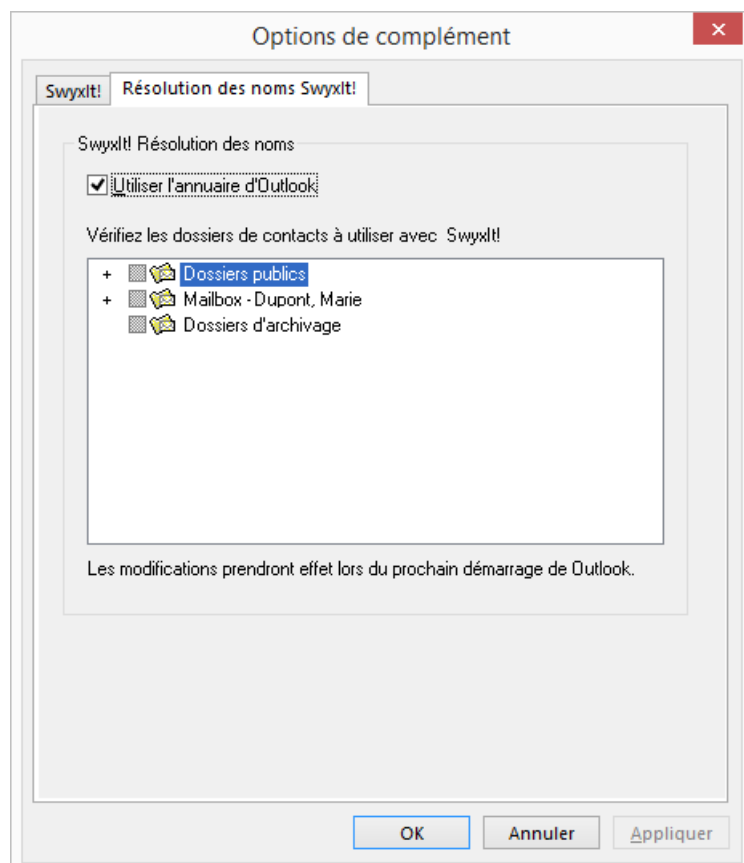 Options de complément
SwyxIt!
Résolution des noms SwyxIt!
SwyxIt! Résolution des noms
Utiliser l'annuaire d'Outlook
Vérifiez les dossiers de contacts à utiliser avec SwyxIt!
Dossiers publics
Mailbox - Dupont, Marie
Dossiers d'archivage
Les modifications prendront effet lors du prochain démarrage de Outlook.
OK
Annuler
Appliquer